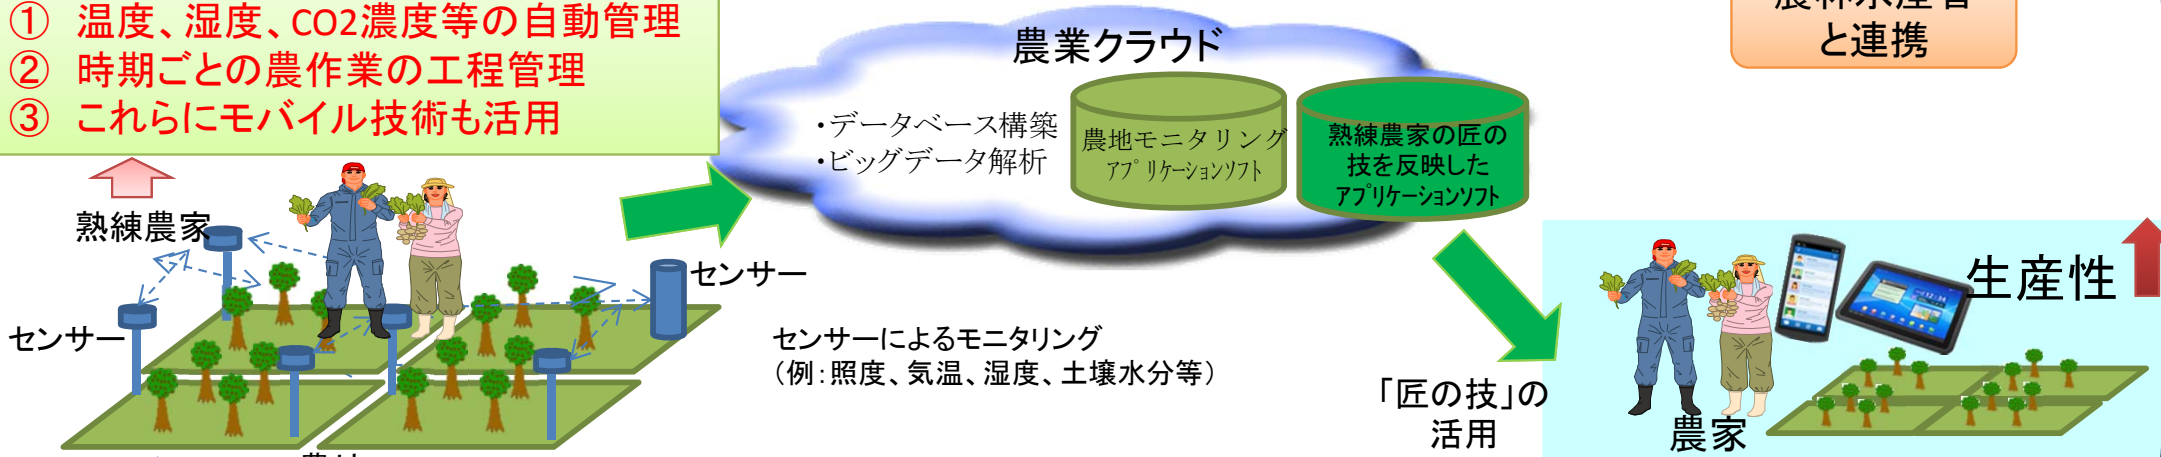 ① 温度、湿度、CO2濃度等の自動管理
② 時期ごとの農作業の工程管理
③ これらにモバイル技術も活用
農林水産省
と連携
農業クラウド
・データベース構築
・ビッグデータ解析
農地モニタリング
アプリケーションソフト
熟練農家の匠の
技を反映した
アプリケーションソフト
熟練農家
センサー
センサー
センサーによるモニタリング
（例：照度、気温、湿度、土壌水分等）
「匠の技」の
活用
生産性
農家